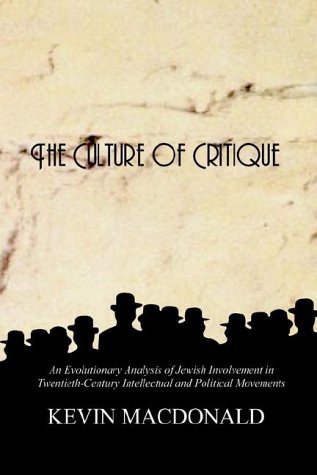 The Culture of Critique
An Evolutionary Analysis of Jewish Involvement in
Twentieth-Century Intellectual and Political Movements
KEVIN MACDONALD